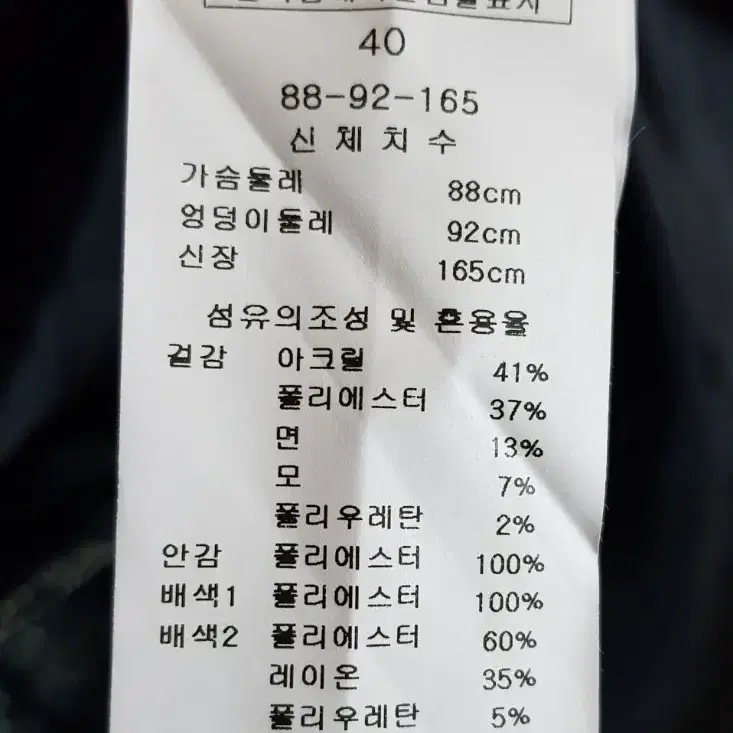 40
88-92-165
신체치수
가슴둘레 88cm
엉덩이둘레 92cm
신장 165cm
섬유의조성 및 혼용율
겉감 아크릴 41%
폴리에스터 37%
면 13%
모 7%
폴리우레탄 2%
안감 폴리에스터 100%
배색1 폴리에스터 100%
배색2 폴리에스터 60%
레이온 35%
폴리우레탄 5%